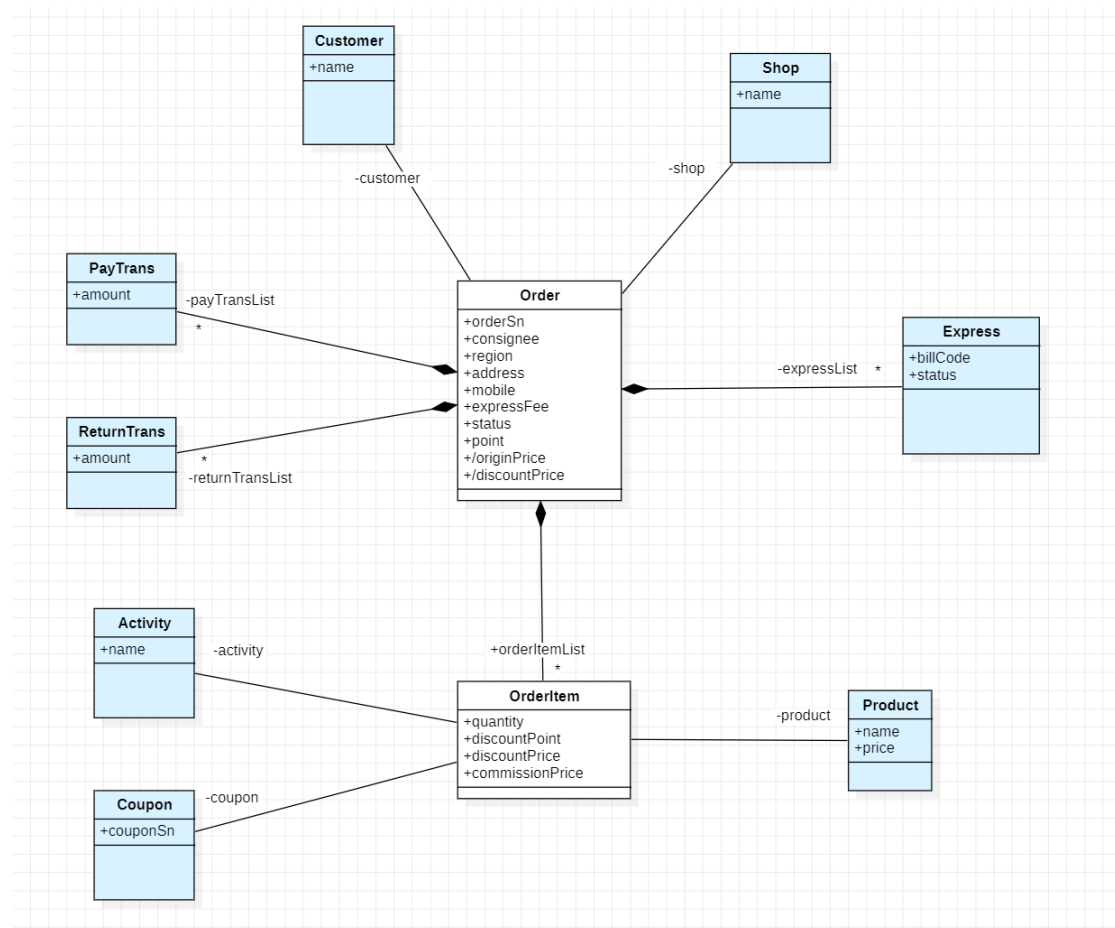 Customer
+name
Shop
+name
-customer
-shop
PayTrans
+amount
-payTransList
*
Order
+orderSn
+consignee
+region
+address
+mobile
+expressFee
+status
+point
+/originPrice
+/discountPrice
Express
+billCode
+status
-expressList
*
ReturnTrans
+amount
*
-returnTransList
Activity
+name
-activity
+orderItemList
*
OrderItem
+quantity
+discountPoint
+discountPrice
+commissionPrice
-product
Product
+name
+price
Coupon
+couponSn
-coupon